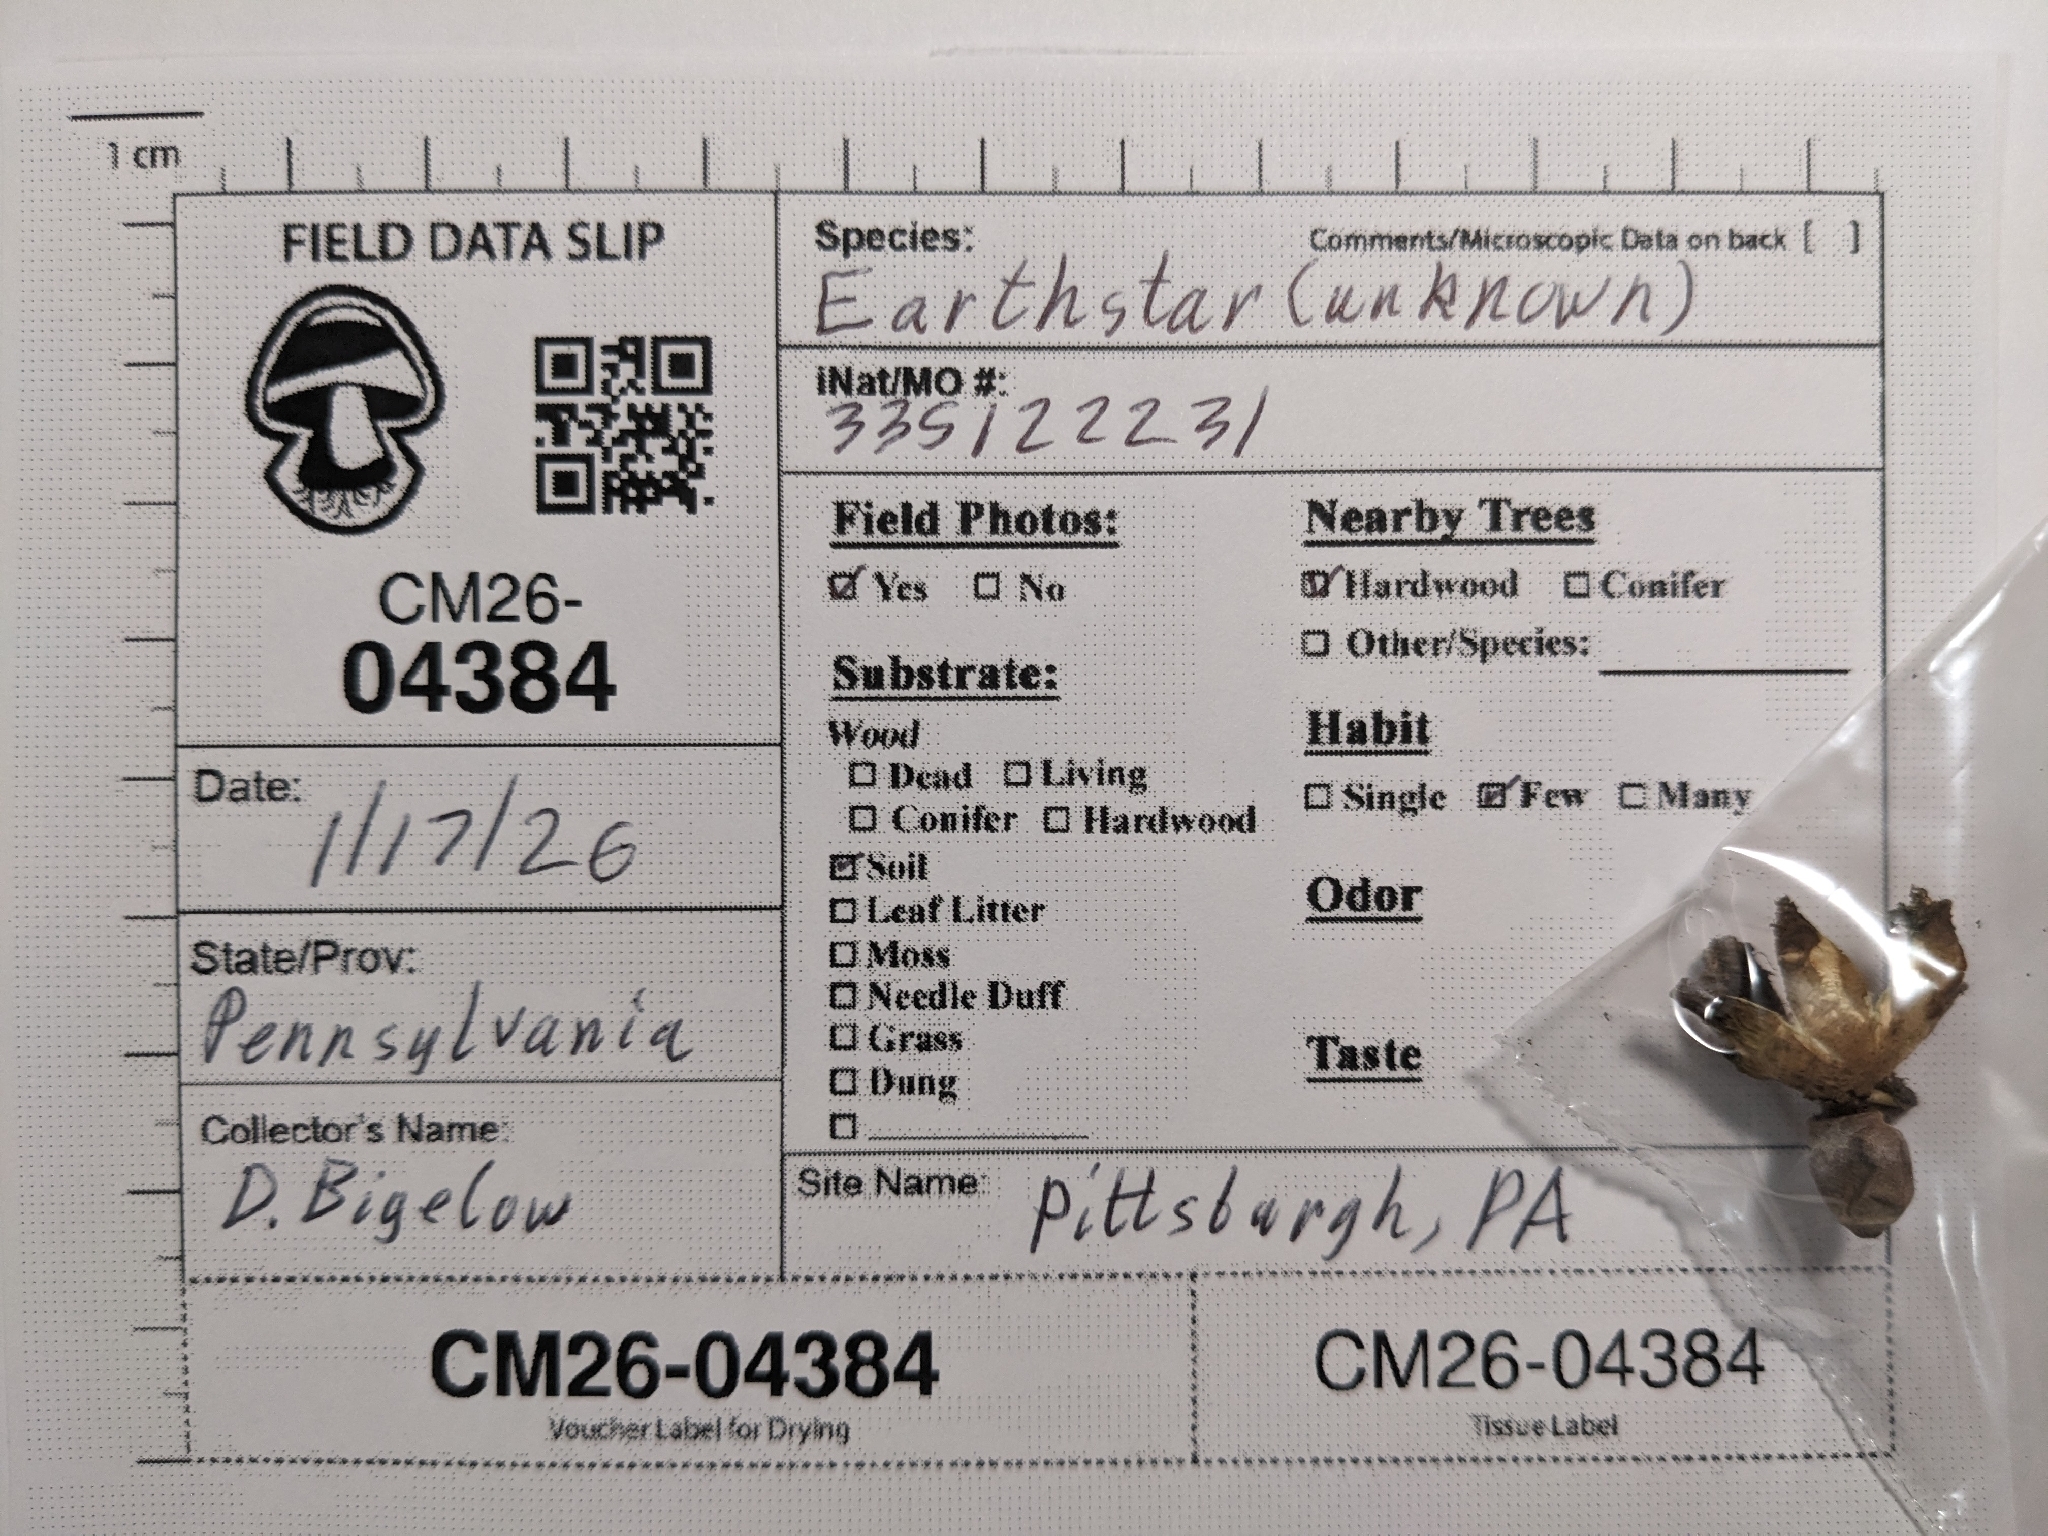 1 cm
FIELD DATA SLIP
CM26-
04384
Date:
1/17/26
State/Prov:
Pennsylvania
Collector's Name:
D. Bigelow
Species:
Comments/Microscopic Data on back [ ]
Earthstar (unknown)
iNat/MO #:
335122231
Field Photos:
Yes No
Substrate:
Wood
Dead Living
Conifer Hardwood
Soil
Leaf Litter
Moss
Needle Duff
Grass
Dung
Nearby Trees
Hardwood Conifer
Other/Species:
Habit
Single Few Many
Odor
Taste
Site Name: Pittsburgh, PA
CM26-04384
Voucher Label for Drying
CM26-04384
Tissue Label